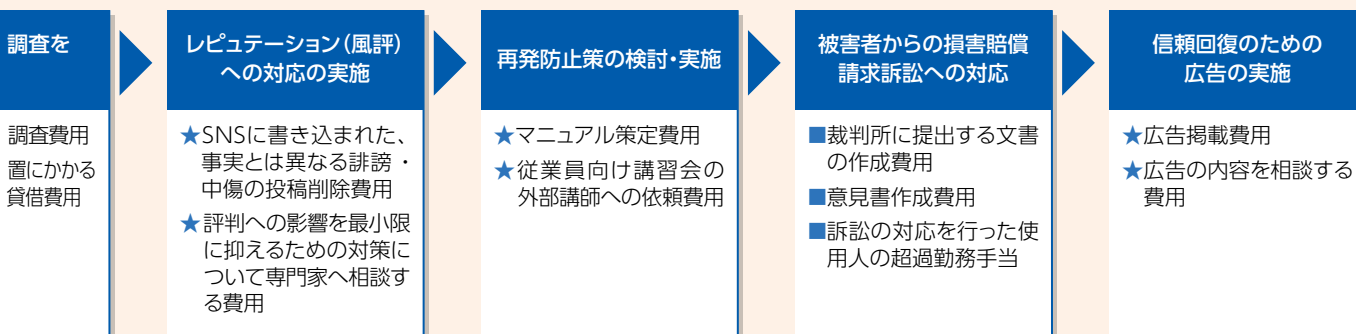 調査を
調査費用
置にかかる
貸借費用
レピュテーション(風評)
への対応の実施
★SNSに書き込まれた、
事実とは異なる誹謗・
中傷の投稿削除費用
★評判への影響を最小限
に抑えるための対策に
ついて専門家へ相談す
る費用
再発防止策の検討・実施
★マニュアル策定費用
★従業員向け講習会の
外部講師への依頼費用
被害者からの損害賠償
請求訴訟への対応
■裁判所に提出する文書
の作成費用
■意見書作成費用
■訴訟の対応を行った使
用人の超過勤務手当
信頼回復のための
広告の実施
★広告掲載費用
★広告の内容を相談する
費用